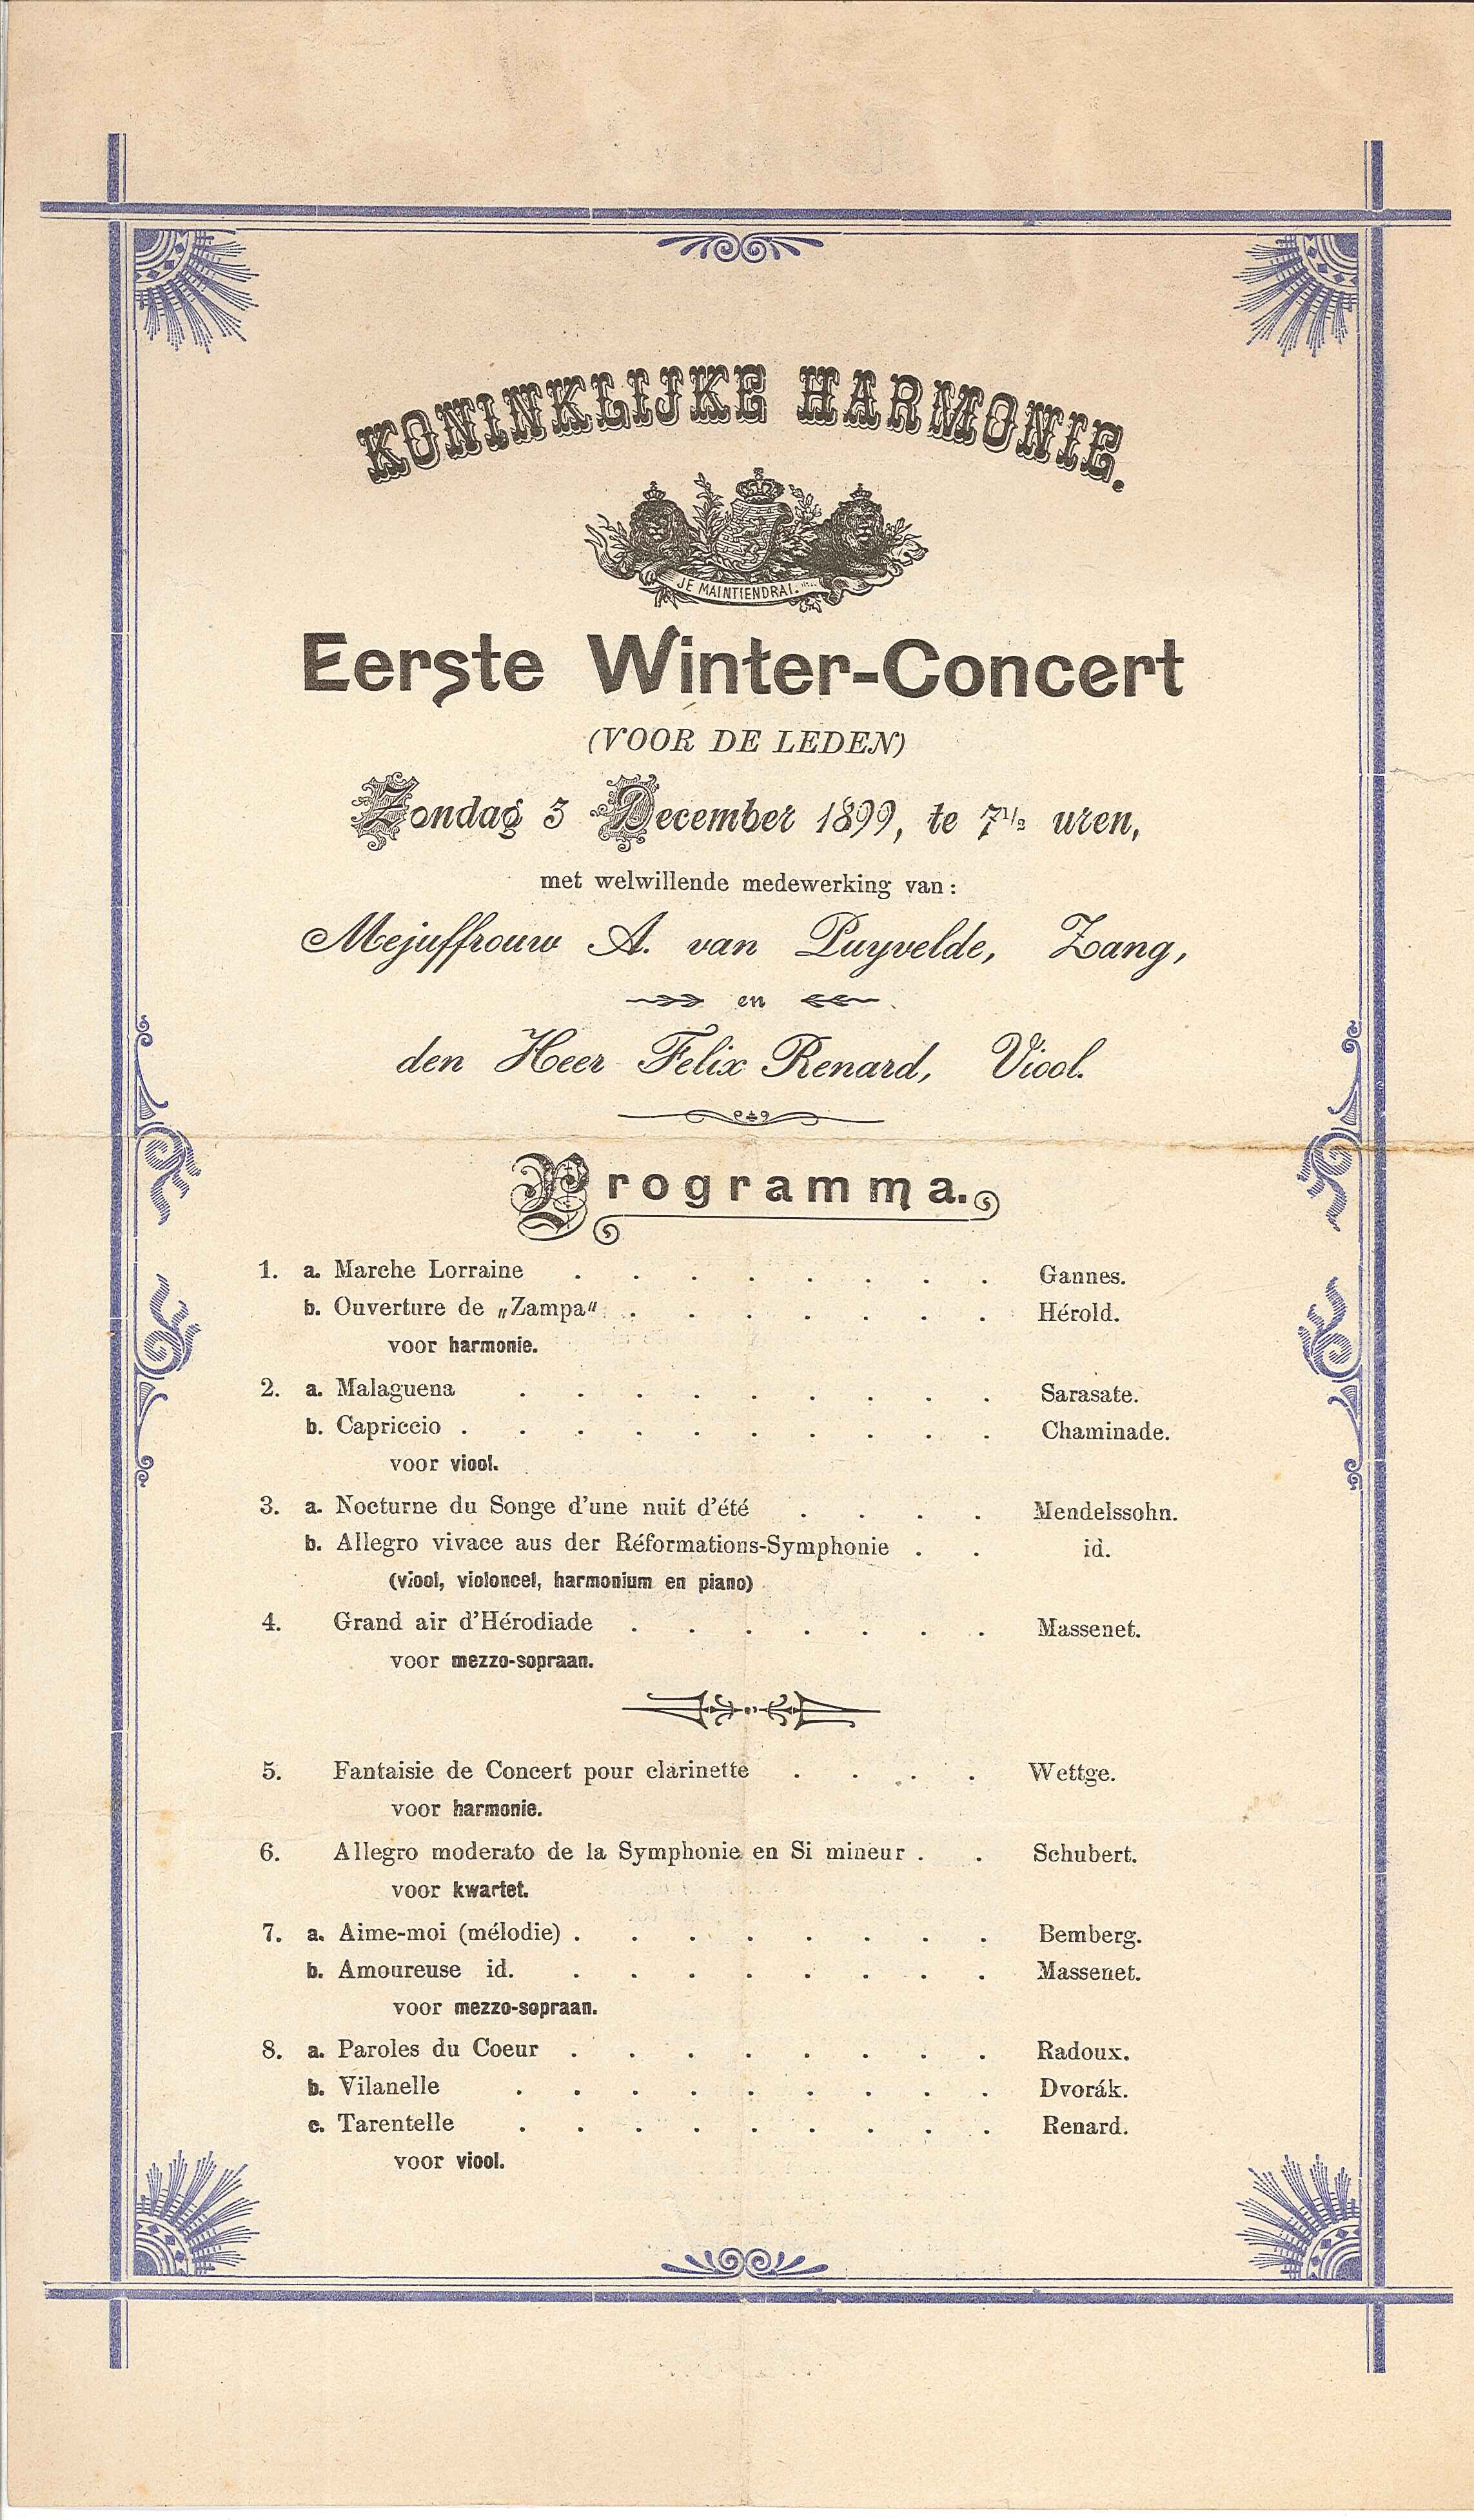 KONINKLIJKE HARMONIE.
JE MAINTIENDRAI.
Eerste Winter-Concert
(VOOR DE LEDEN)
Zondag 3 December 1899, te 7 1/2 uren,
met welwillende medewerking van:
Mejuffrouw A. van Puyvelde, Zang,
en
den Heer Felix Renard, Viool.
Programma.
1. a. Marche Lorraine . . . . . . . . Gannes.
b. Ouverture de „Zampa“ . . . . . . . Hérold.
voor harmonie.
2. a. Malaguena . . . . . . . . . Sarasate.
b. Capriccio . . . . . . . . . . Chaminade.
voor viool.
3. a. Nocturne du Songe d'une nuit d'été . . . . Mendelssohn.
b. Allegro vivace aus der Réformations-Symphonie . . id.
(viool, violoncel, harmonium en piano)
4. Grand air d'Hérodiade . . . . . . . Massenet.
voor mezzo-sopraan.
5. Fantaisie de Concert pour clarinette . . . . Wettge.
voor harmonie.
6. Allegro moderato de la Symphonie en Si mineur . . Schubert.
voor kwartet.
7. a. Aime-moi (mélodie) . . . . . . . . Bemberg.
b. Amoureuse id. . . . . . . . . Massenet.
voor mezzo-sopraan.
8. a. Paroles du Coeur . . . . . . . . Radoux.
b. Vilanelle . . . . . . . . . Dvorák.
c. Tarentelle . . . . . . . . . Renard.
voor viool.